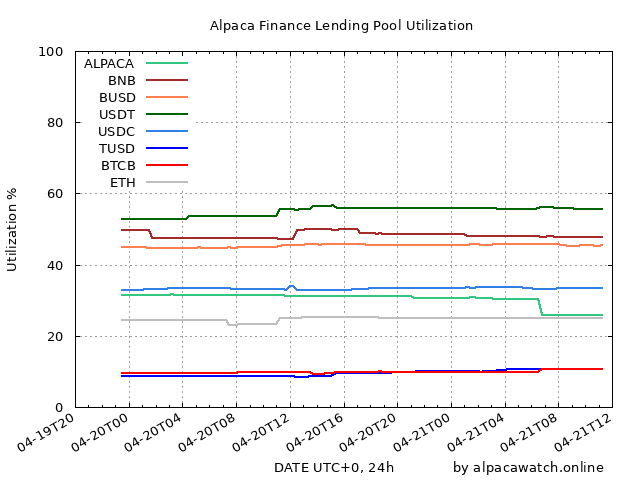 Alpaca Finance Lending Pool Utilization
100
80
60
40
20
0
Utilization %
ALPACA
BNB
BUSD
USDT
USDC
TUSD
BTCB
ETH
04-19T20
04-20T00
04-20T04
04-20T08
04-20T12
04-20T16
04-20T20
04-21T00
04-21T04
04-21T08
04-21T12
DATE UTC+0, 24h
by alpacawatch.online